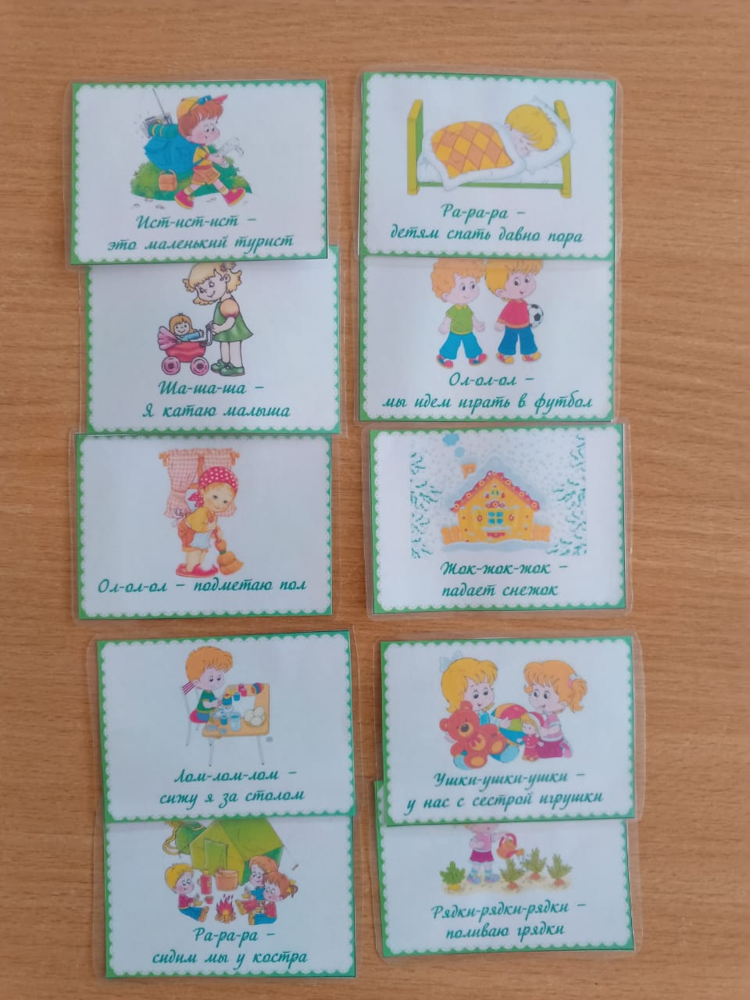 Ист-ист-ист –
это маленький турист
Ра-ра-ра –
детям спать давно пора
Ша-ша-ша –
Я катаю малыша
Ол-ол-ол –
мы идем играть в футбол
Ол-ол-ол – подметаю пол
Жок-жок-жок –
падает снежок
Лом-лом-лом –
сижу я за столом
Ушки-ушки-ушки –
у нас с сестрой игрушки
Ра-ра-ра –
сидим мы у костра
Рядки-рядки-рядки –
поливаю грядки